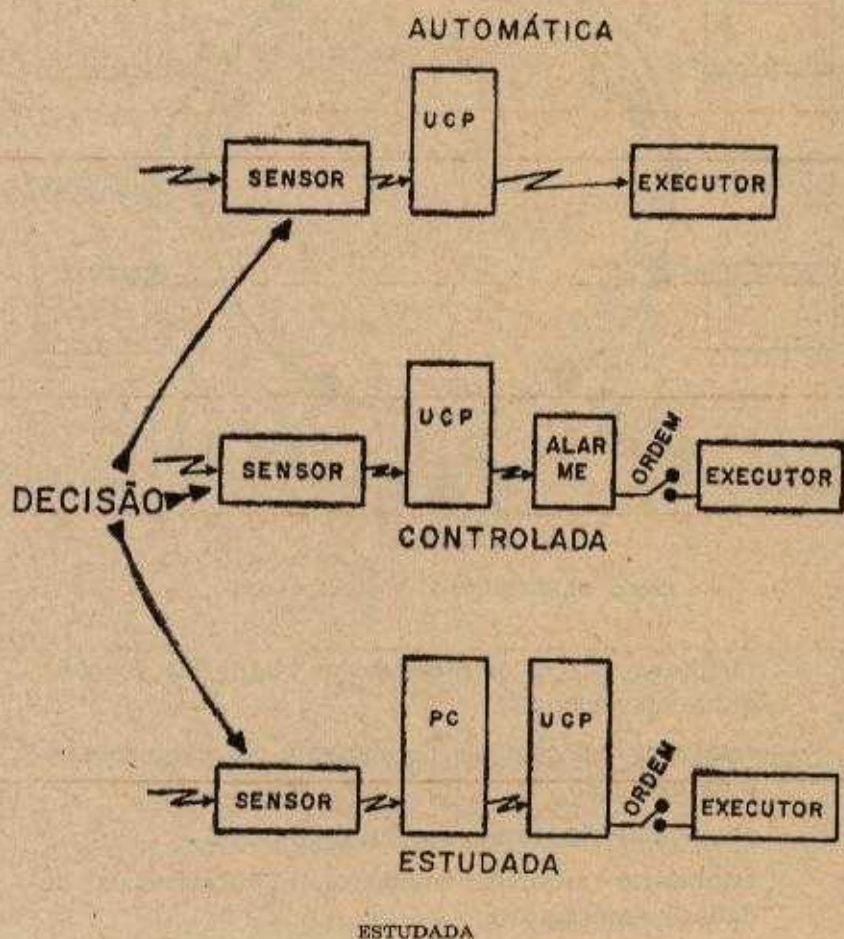 AUTOMÁTICA
UCP
SENSOR
EXECUTOR
UCP
ALAR
ME
ORDEM
SENSOR
EXECUTOR
DECISÃO
CONTROLADA
PC
UCP
ORDEM
SENSOR
EXECUTOR
ESTUDADA
ESTUDADA